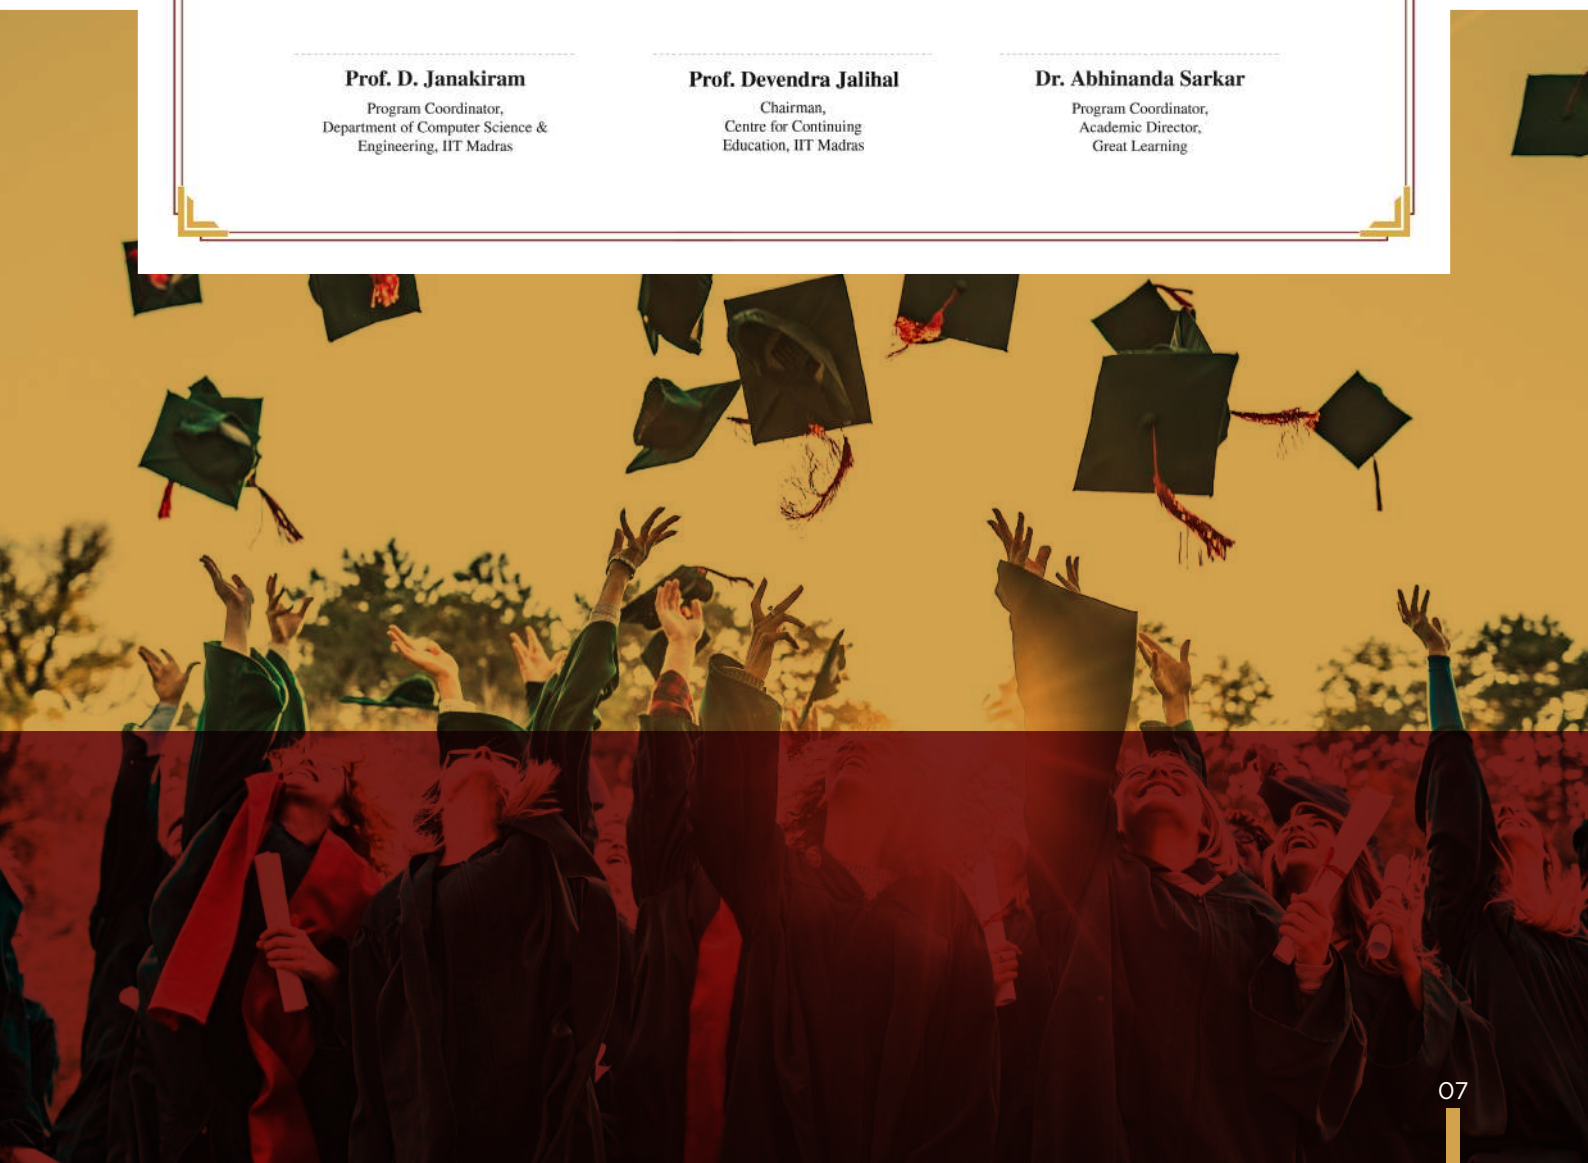 Prof. D. Janakiram
Program Coordinator,
Department of Computer Science &
Engineering, IIT Madras
Prof. Devendra Jalihal
Chairman,
Centre for Continuing
Education, IIT Madras
Dr. Abhinanda Sarkar
Program Coordinator,
Academic Director,
Great Learning
07